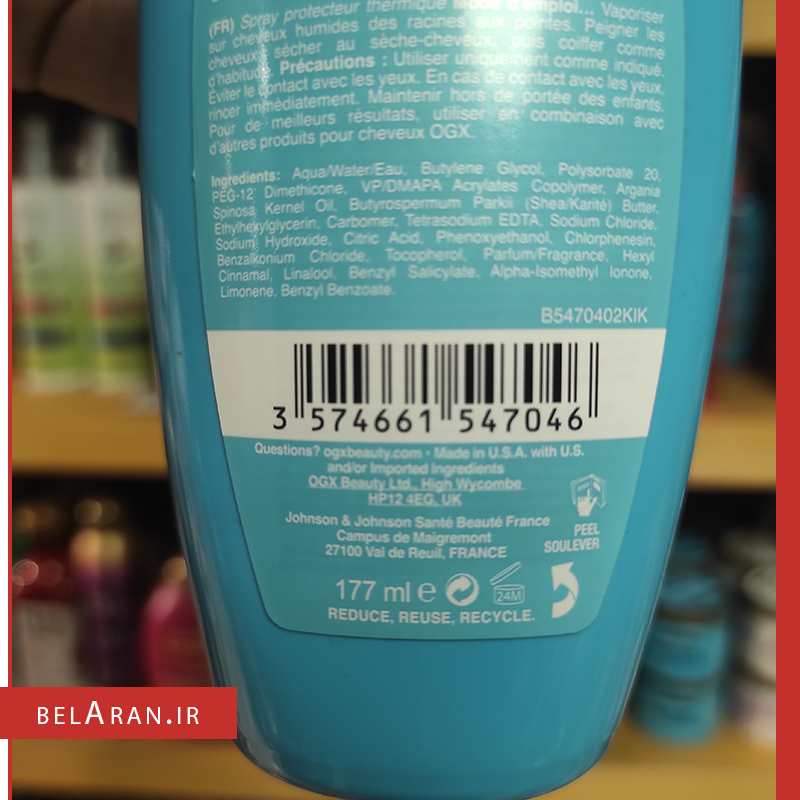 (FR) Spray protecteur thermique Mode d'emploi... Vaporiser
sur cheveux humides des racines aux pointes. Peigner les
cheveux, sécher au sèche-cheveux, puis coiffer comme
d'habitude. Précautions : Utiliser uniquement comme indiqué.
Éviter le contact avec les yeux. En cas de contact avec les yeux,
rincer immédiatement. Maintenir hors de portée des enfants.
Pour de meilleurs résultats, utiliser en combinaison avec
d'autres produits pour cheveux OGX.
Ingredients: Aqua/Water/Eau, Butylene Glycol, Polysorbate 20,
PEG-12 Dimethicone, VP/DMAPA Acrylates Copolymer, Argania
Spinosa Kernel Oil, Butyrospermum Parkii (Shea/Karité) Butter,
Ethylhexylglycerin, Carbomer, Tetrasodium EDTA, Sodium Chloride,
Sodium Hydroxide, Citric Acid, Phenoxyethanol, Chlorphenesin,
Benzalkonium Chloride, Tocopherol, Parfum/Fragrance, Hexyl
Cinnamal, Linalool, Benzyl Salicylate, Alpha-Isomethyl Ionone,
Limonene, Benzyl Benzoate.
B5470402KIK
3 574661 547046
Questions? ogxbeauty.com • Made in U.S.A. with U.S.
and/or Imported Ingredients
OGX Beauty Ltd., High Wycombe
HP12 4EG, UK
Johnson & Johnson Santé Beauté France
Campus de Maigremont
27100 Val de Reuil, FRANCE
PEEL
SOULEVER
177 ml e 24M
REDUCE, REUSE, RECYCLE.
BELARAN.IR